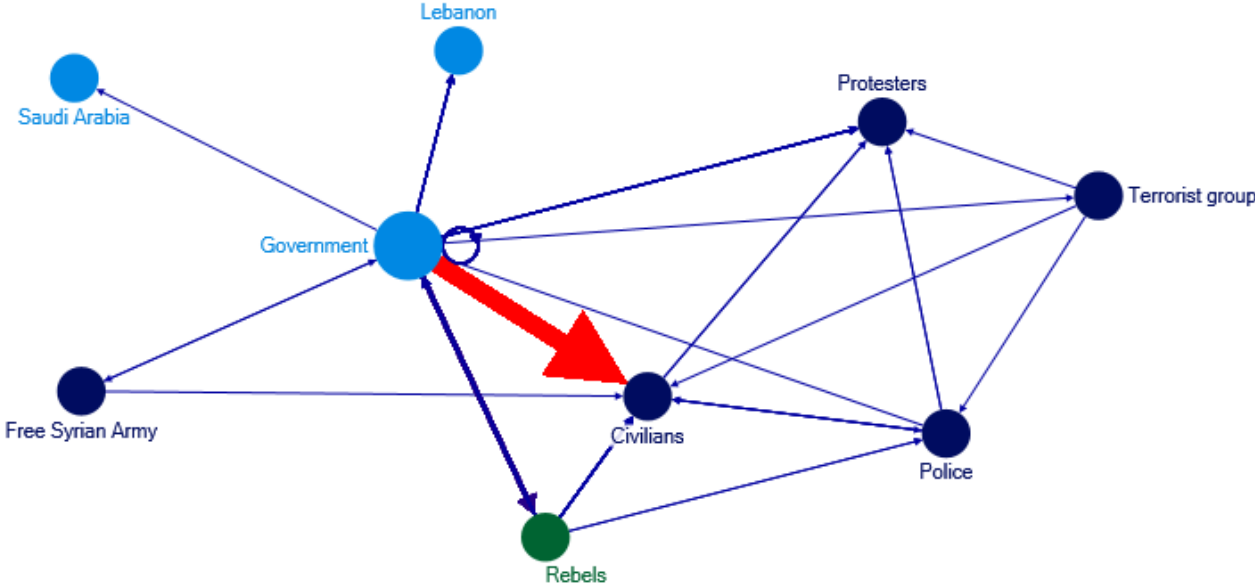 Lebanon
Saudi Arabia
Protesters
Terrorist group
Government
Free Syrian Army
Civilians
Police
Rebels